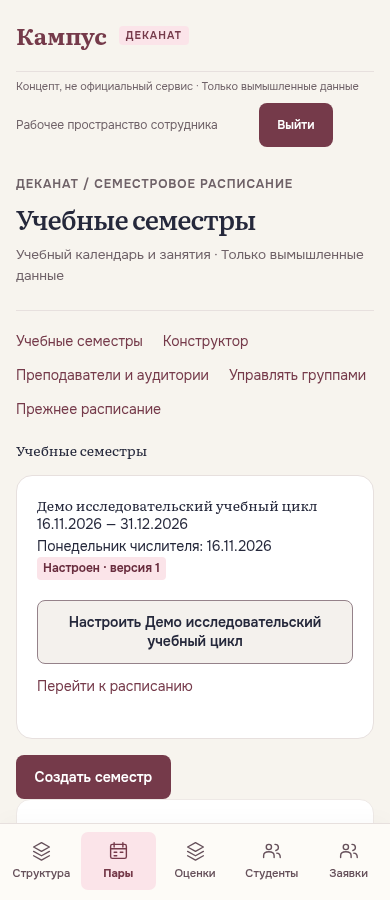 Кампус ДЕКАНАТ
Концепт, не официальный сервис · Только вымышленные данные
Рабочее пространство сотрудника Выйти
ДЕКАНАТ / СЕМЕСТРОВОЕ РАСПИСАНИЕ
Учебные семестры
Учебный календарь и занятия · Только вымышленные
данные
Учебные семестры Конструктор
Преподаватели и аудитории Управлять группами
Прежнее расписание
Учебные семестры
Демо исследовательский учебный цикл
16.11.2026 — 31.12.2026
Понедельник числителя: 16.11.2026
Настроен · версия 1
Настроить Демо исследовательский
учебный цикл
Перейти к расписанию
Создать семестр
Структура Пары Оценки Студенты Заявки